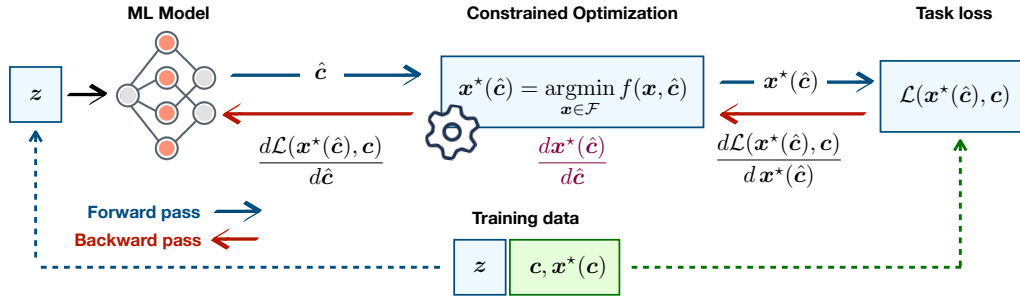 ML Model
Constrained Optimization
Task loss
z
ĉ
x⋆(ĉ) = argmin f(x, ĉ)
x∈F
x⋆(ĉ)
L(x⋆(ĉ), c)
dL(x⋆(ĉ), c)
dĉ
dx⋆(ĉ)
dĉ
dL(x⋆(ĉ), c)
d x⋆(ĉ)
Forward pass
Backward pass
Training data
z
c, x⋆(c)